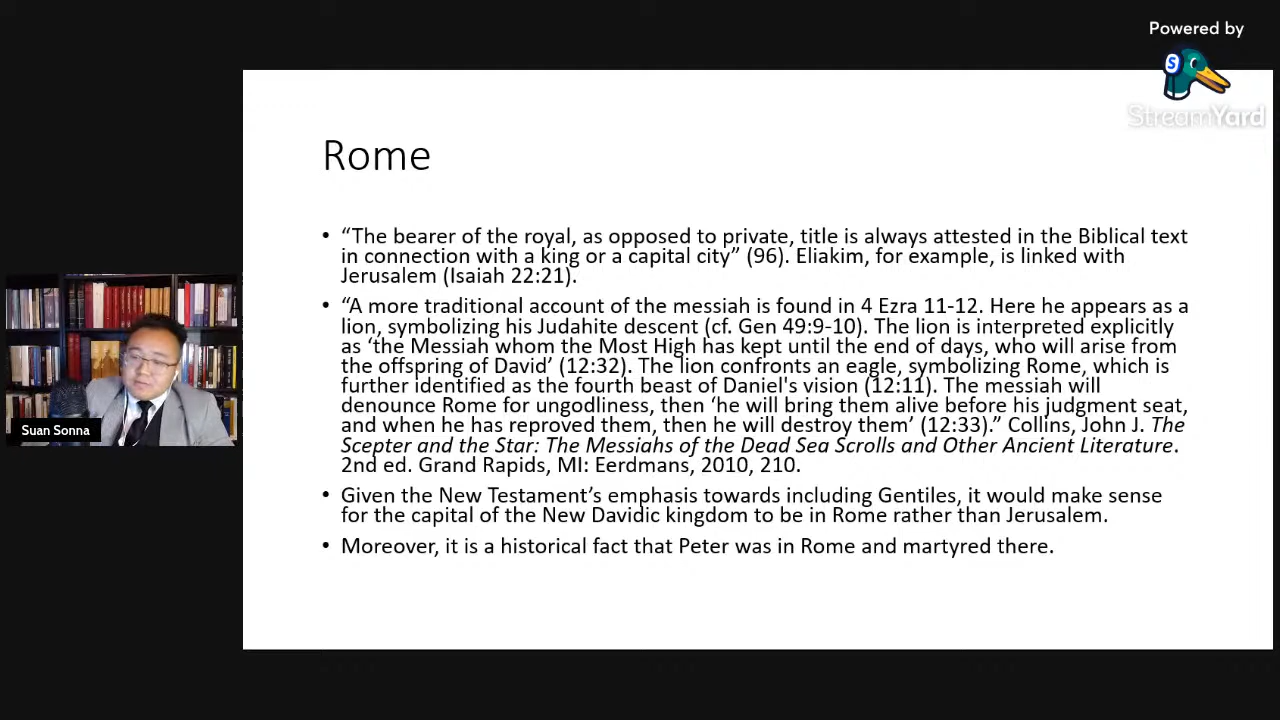 Powered by
S
StreamYard
Rome
• “The bearer of the royal, as opposed to private, title is always attested in the Biblical text
in connection with a king or a capital city” (96). Eliakim, for example, is linked with
Jerusalem (Isaiah 22:21).
• “A more traditional account of the messiah is found in 4 Ezra 11-12. Here he appears as a
lion, symbolizing his Judahite descent (cf. Gen 49:9-10). The lion is interpreted explicitly
as ‘the Messiah whom the Most High has kept until the end of days, who will arise from
the offspring of David’ (12:32). The lion confronts an eagle, symbolizing Rome, which is
further identified as the fourth beast of Daniel's vision (12:11). The messiah will
denounce Rome for ungodliness, then ‘he will bring them alive before his judgment seat,
and when he has reproved them, then he will destroy them’ (12:33).” Collins, John J. The
Scepter and the Star: The Messiahs of the Dead Sea Scrolls and Other Ancient Literature.
2nd ed. Grand Rapids, MI: Eerdmans, 2010, 210.
• Given the New Testament’s emphasis towards including Gentiles, it would make sense
for the capital of the New Davidic kingdom to be in Rome rather than Jerusalem.
• Moreover, it is a historical fact that Peter was in Rome and martyred there.
Suan Sonna